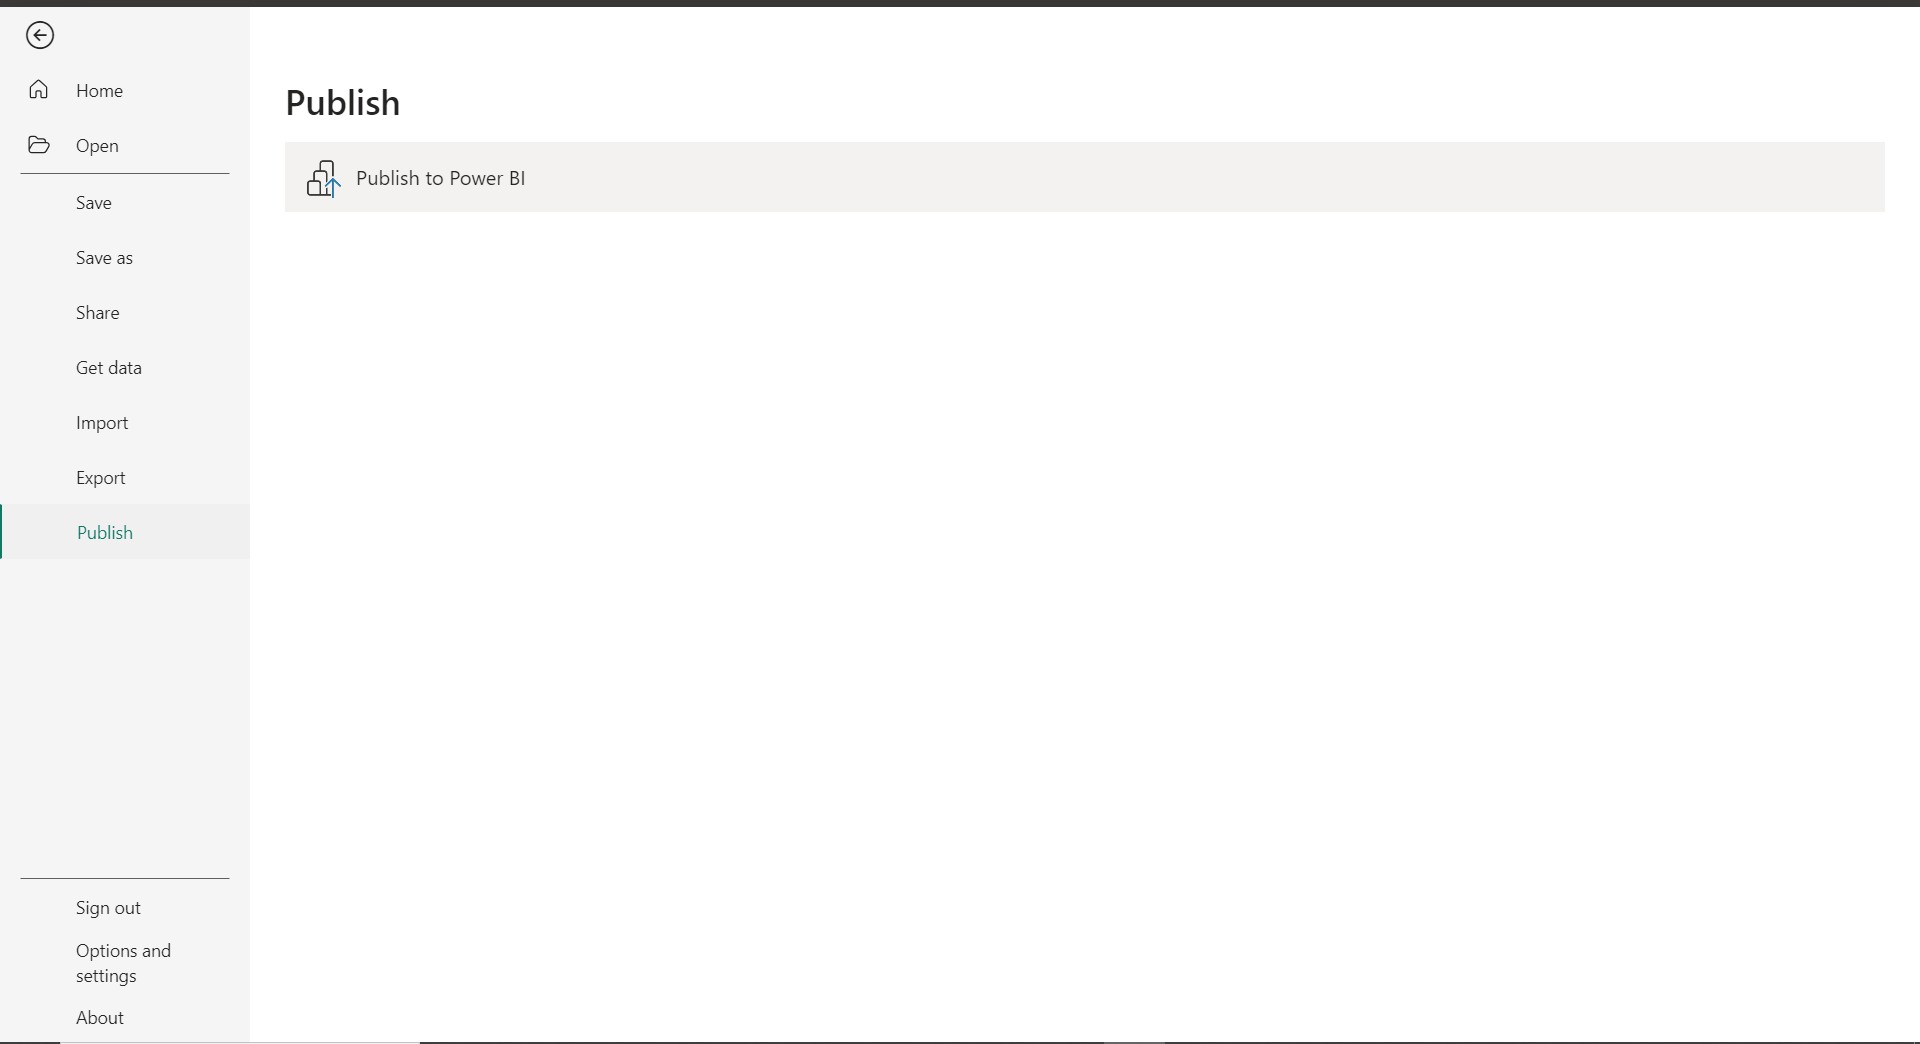 Home
Open
Save
Save as
Share
Get data
Import
Export
Publish
Sign out
Options and
settings
About
Publish
Publish to Power BI